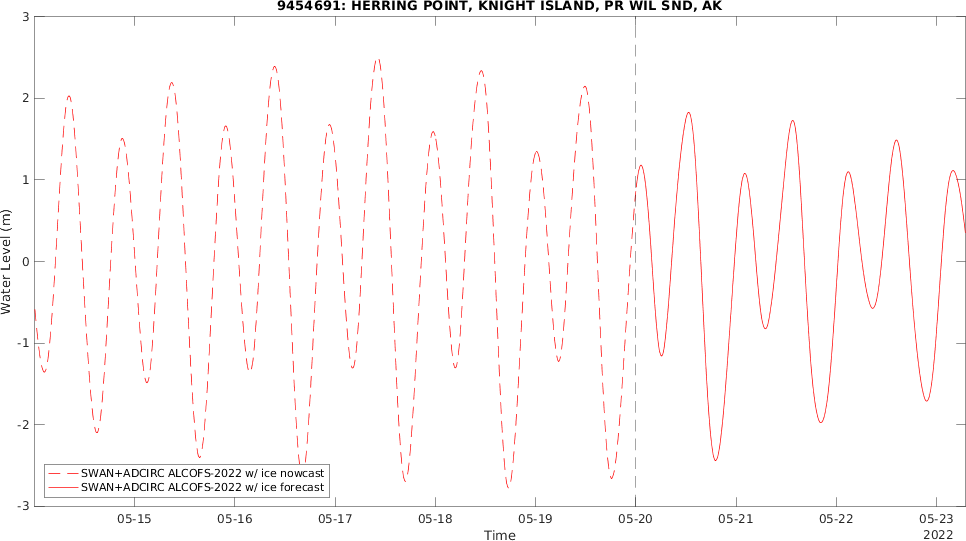 9454691: HERRING POINT, KNIGHT ISLAND, PR WIL SND, AK
3
2
1
0
-1
-2
-3
Water Level (m)
SWAN+ADCIRC ALCOFS-2022 w/ ice nowcast
SWAN+ADCIRC ALCOFS-2022 w/ ice forecast
05-15 05-16 05-17 05-18 05-19 05-20 05-21 05-22 05-23
Time
2022